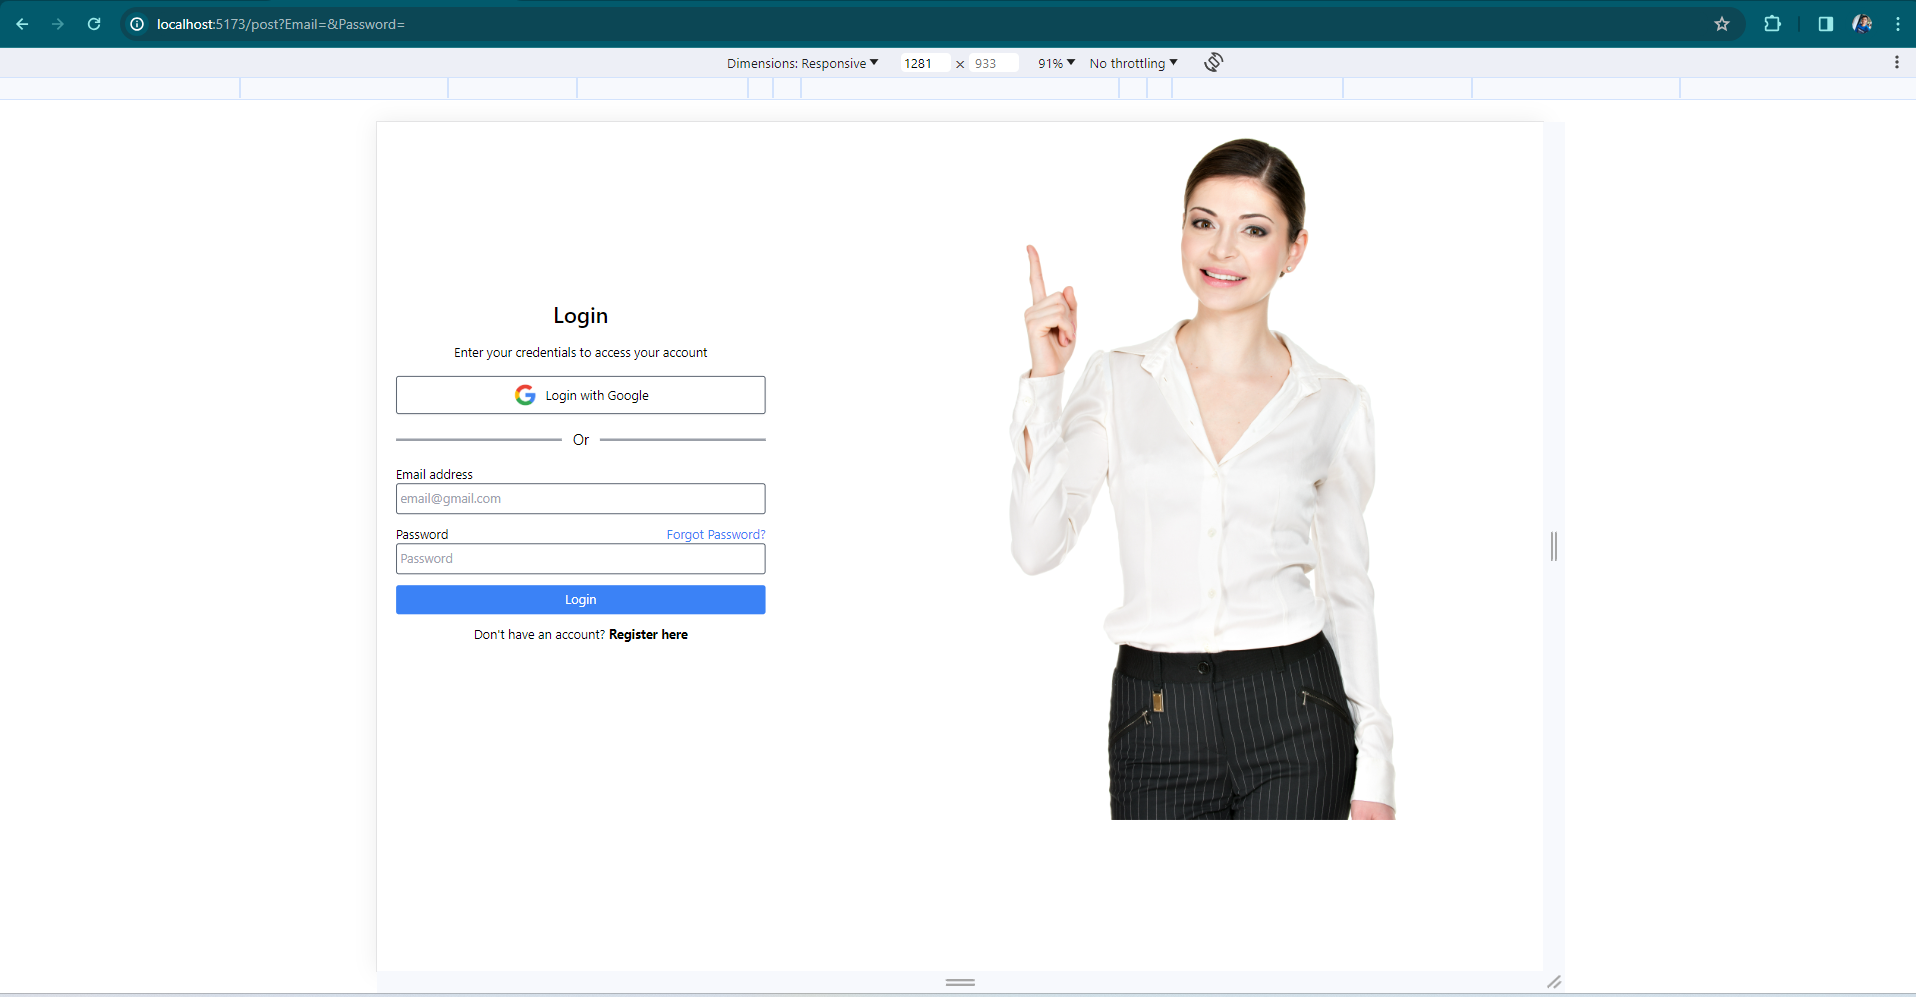 localhost:5173/post?Email=&Password=
Dimensions: Responsive 1281 × 933 91% No throttling
Login
Enter your credentials to access your account
Login with Google
Or
Email address
email@gmail.com
Password Forgot Password?
Password
Login
Don't have an account? Register here